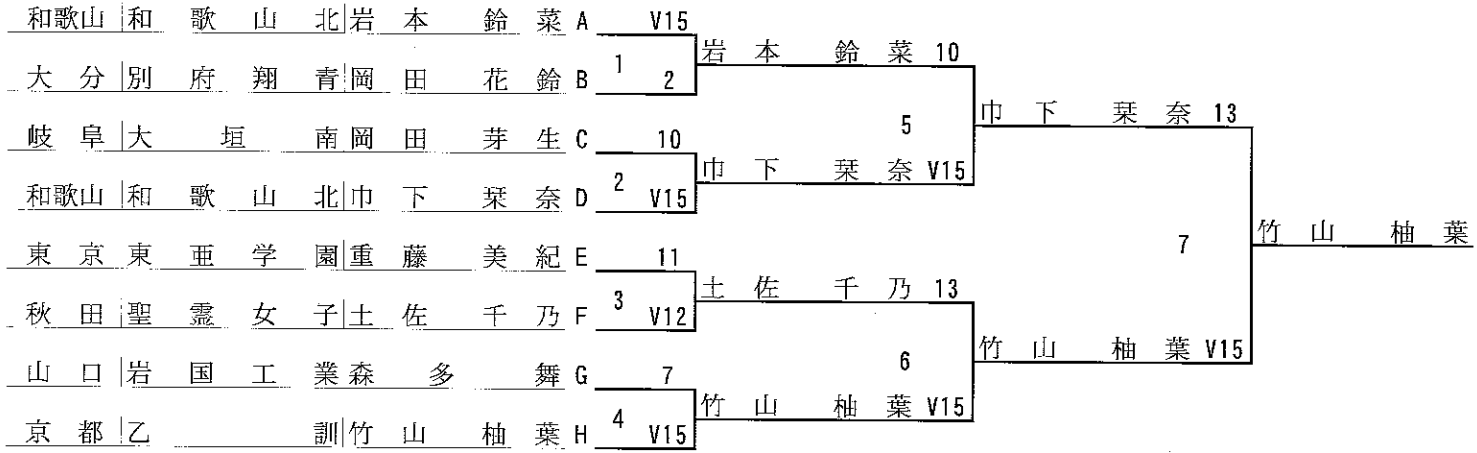 和歌山 和歌山北 岩本 鈴菜 A V15
岩本 鈴菜 10
1
大分 別府翔青 岡田 花鈴 B 2
巾下 栞奈 13
5
岐阜 大垣南 岡田 芽生 C 10
巾下 栞奈 V15
2
和歌山 和歌山北 巾下 栞奈 D V15
竹山 柚葉
7
東京 東亜学園 重藤 美紀 E 11
土佐 千乃 13
3
秋田 聖霊女子 土佐 千乃 F V12
竹山 柚葉 V15
6
山口 岩国工業 森多 舞 G 7
竹山 柚葉 V15
4
京都 乙訓 竹山 柚葉 H V15